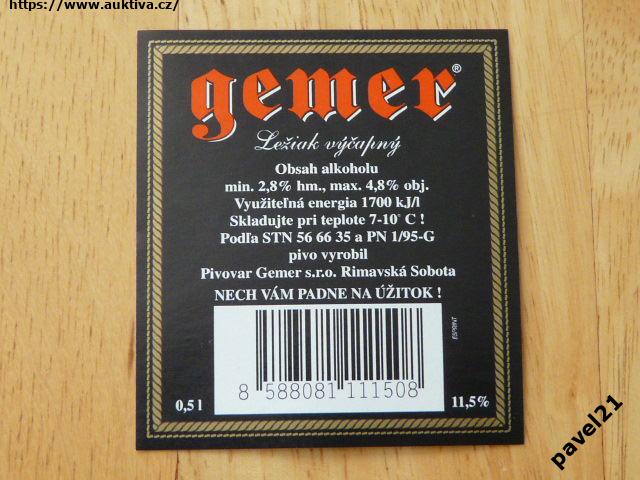 https://www.auktiva.cz/
gemer®
Ležiak výčapný
Obsah alkoholu
min. 2,8% hm., max. 4,8% obj.
Využiteľná energia 1700 kJ/l
Skladujte pri teplote 7-10° C !
Podľa STN 56 66 35 a PN 1/95-G
pivo vyrobil
Pivovar Gemer s.r.o. Rimavská Sobota
NECH VÁM PADNE NA ÚŽITOK !
ESPRINT
8 588081 111508
0,5 l
11,5%
pavel21